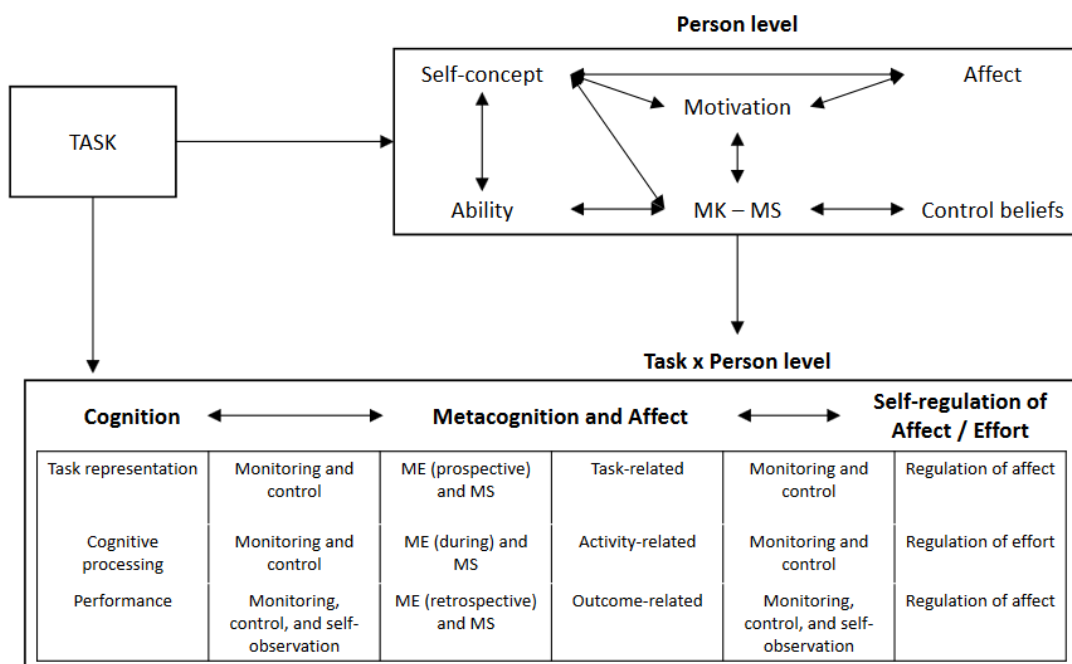 Person level
Self-concept
Affect
Motivation
TASK
Ability
MK – MS
Control beliefs
Task x Person level
Cognition
Metacognition and Affect
Self-regulation of
Affect / Effort
Task representation
Monitoring and
control
ME (prospective)
and MS
Task-related
Monitoring and
control
Regulation of affect
Cognitive
processing
Monitoring and
control
ME (during) and
MS
Activity-related
Monitoring and
control
Regulation of effort
Performance
Monitoring,
control, and self-
observation
ME (retrospective)
and MS
Outcome-related
Monitoring,
control, and self-
observation
Regulation of affect